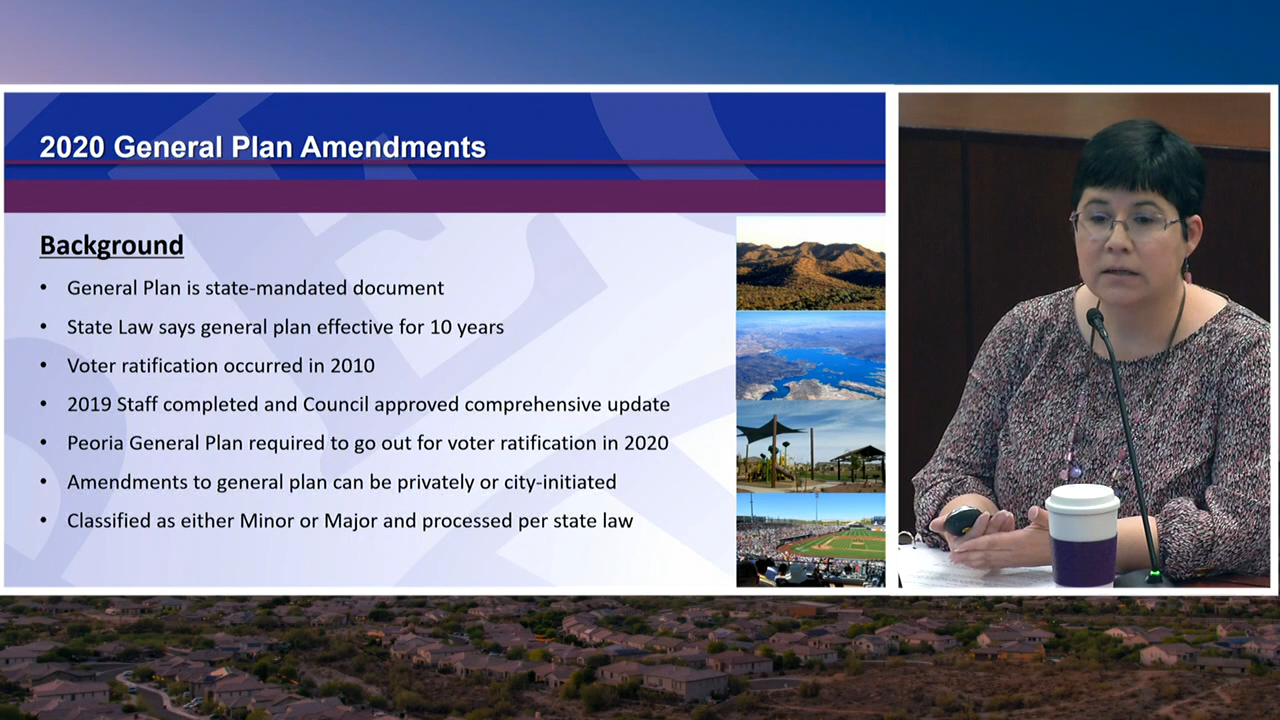 2020 General Plan Amendments
Background
• General Plan is state-mandated document
• State Law says general plan effective for 10 years
• Voter ratification occurred in 2010
• 2019 Staff completed and Council approved comprehensive update
• Peoria General Plan required to go out for voter ratification in 2020
• Amendments to general plan can be privately or city-initiated
• Classified as either Minor or Major and processed per state law